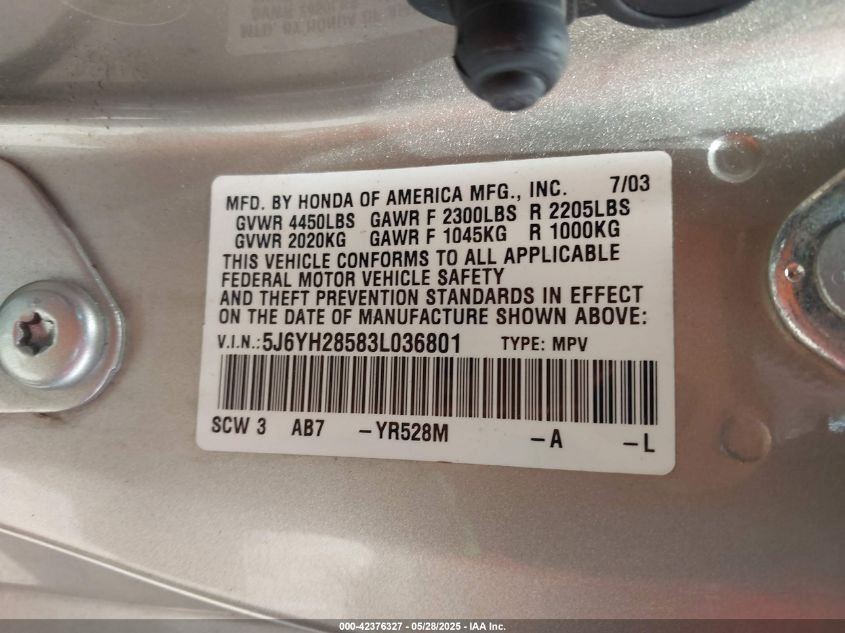 MFD. BY HONDA OF AMERICA MFG., INC. 7/03
GVWR 4450LBS GAWR F 2300LBS R 2205LBS
GVWR 2020KG GAWR F 1045KG R 1000KG
THIS VEHICLE CONFORMS TO ALL APPLICABLE
FEDERAL MOTOR VEHICLE SAFETY
AND THEFT PREVENTION STANDARDS IN EFFECT
ON THE DATE OF MANUFACTURE SHOWN ABOVE:
V.I.N.:5J6YH28583L036801 TYPE: MPV
SCW 3 AB7 -YR528M -A -L
000-42376327 - 05/28/2025 - IAA Inc.